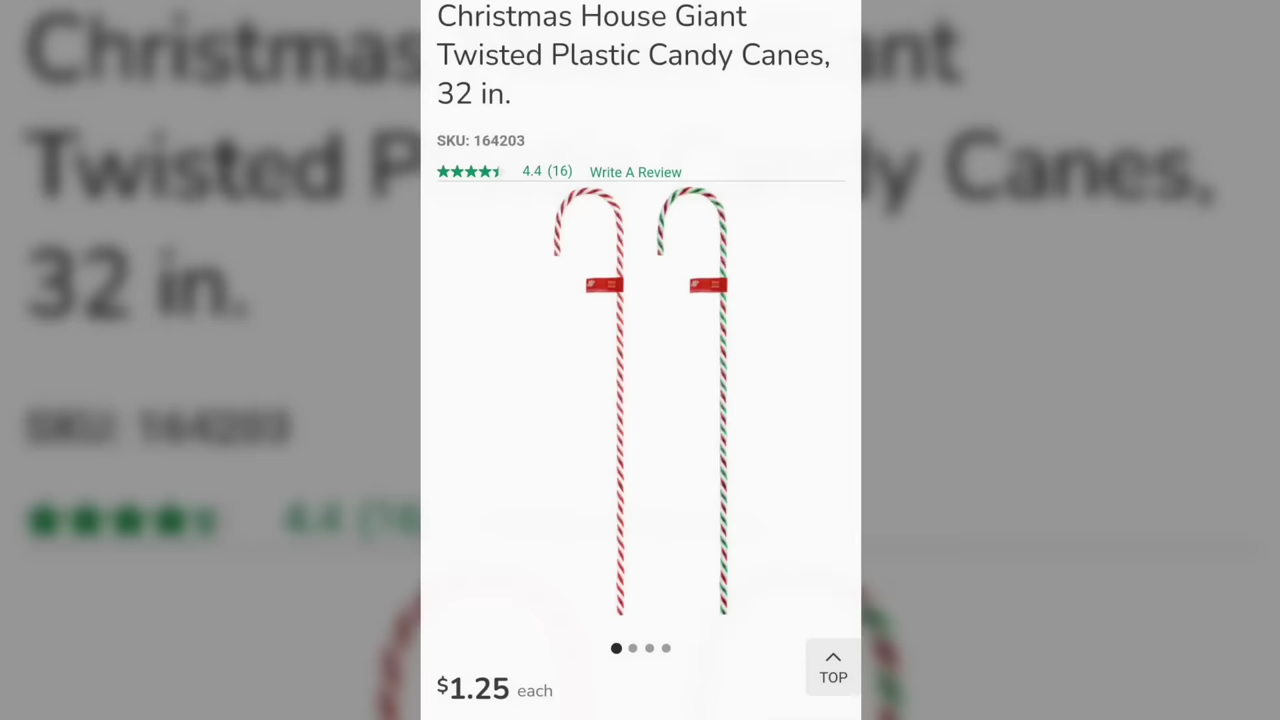 Christmas House Giant
Twisted Plastic Candy Canes,
32 in.
SKU: 164203
4.4 (16) Write A Review
$1.25 each
TOP